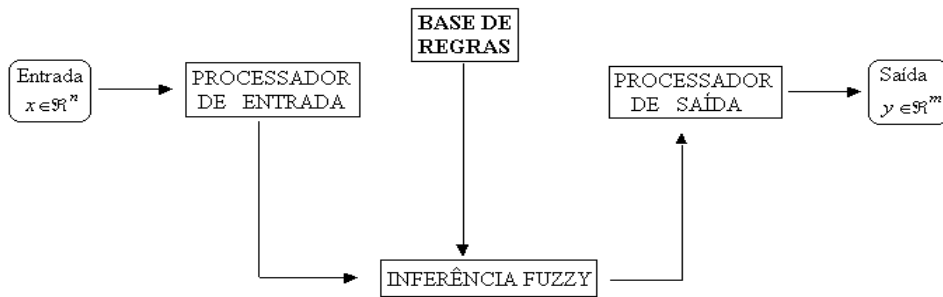 BASE DE
REGRAS
Entrada
x ∈ ℜⁿ
PROCESSADOR
DE ENTRADA
PROCESSADOR
DE SAÍDA
Saída
y ∈ ℜᵐ
INFERÊNCIA FUZZY